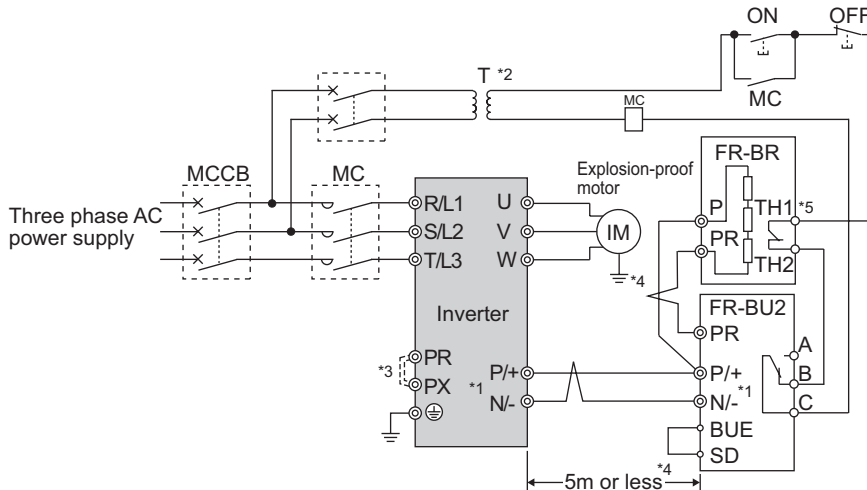 ON
OFF
T *2
MC
MC
FR-BR
MCCB
MC
Explosion-proof
motor
P
TH1 *5
Three phase AC
power supply
R/L1
U
S/L2
V
IM
PR
T/L3
W
*4
TH2
FR-BU2
Inverter
PR
A
*3
PR
P/+
P/+
B
PX
*1
*1
N/-
N/-
C
BUE
SD
5m or less *4